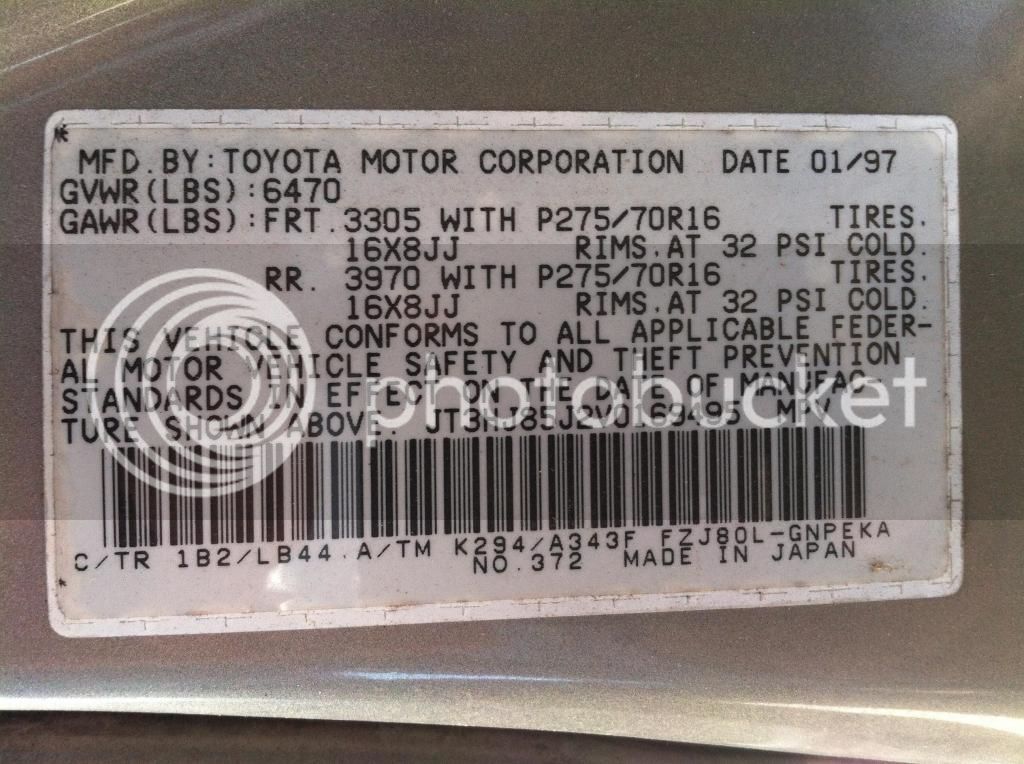 MFD.BY:TOYOTA MOTOR CORPORATION DATE 01/97
GVWR(LBS):6470
GAWR(LBS):FRT.3305 WITH P275/70R16 TIRES.
16X8JJ RIMS.AT 32 PSI COLD.
RR. 3970 WITH P275/70R16 TIRES.
16X8JJ RIMS.AT 32 PSI COLD.
THIS VEHICLE CONFORMS TO ALL APPLICABLE FEDER-
AL MOTOR VEHICLE SAFETY AND THEFT PREVENTION
STANDARDS IN EFFECT ON THE DATE OF MANUFAC
TURE SHOWN ABOVE. MPV
photobucket
C/TR 1B2/LB44 A/TM K294/A343F FZJ80L-GNPEKA
NO.372 MADE IN JAPAN